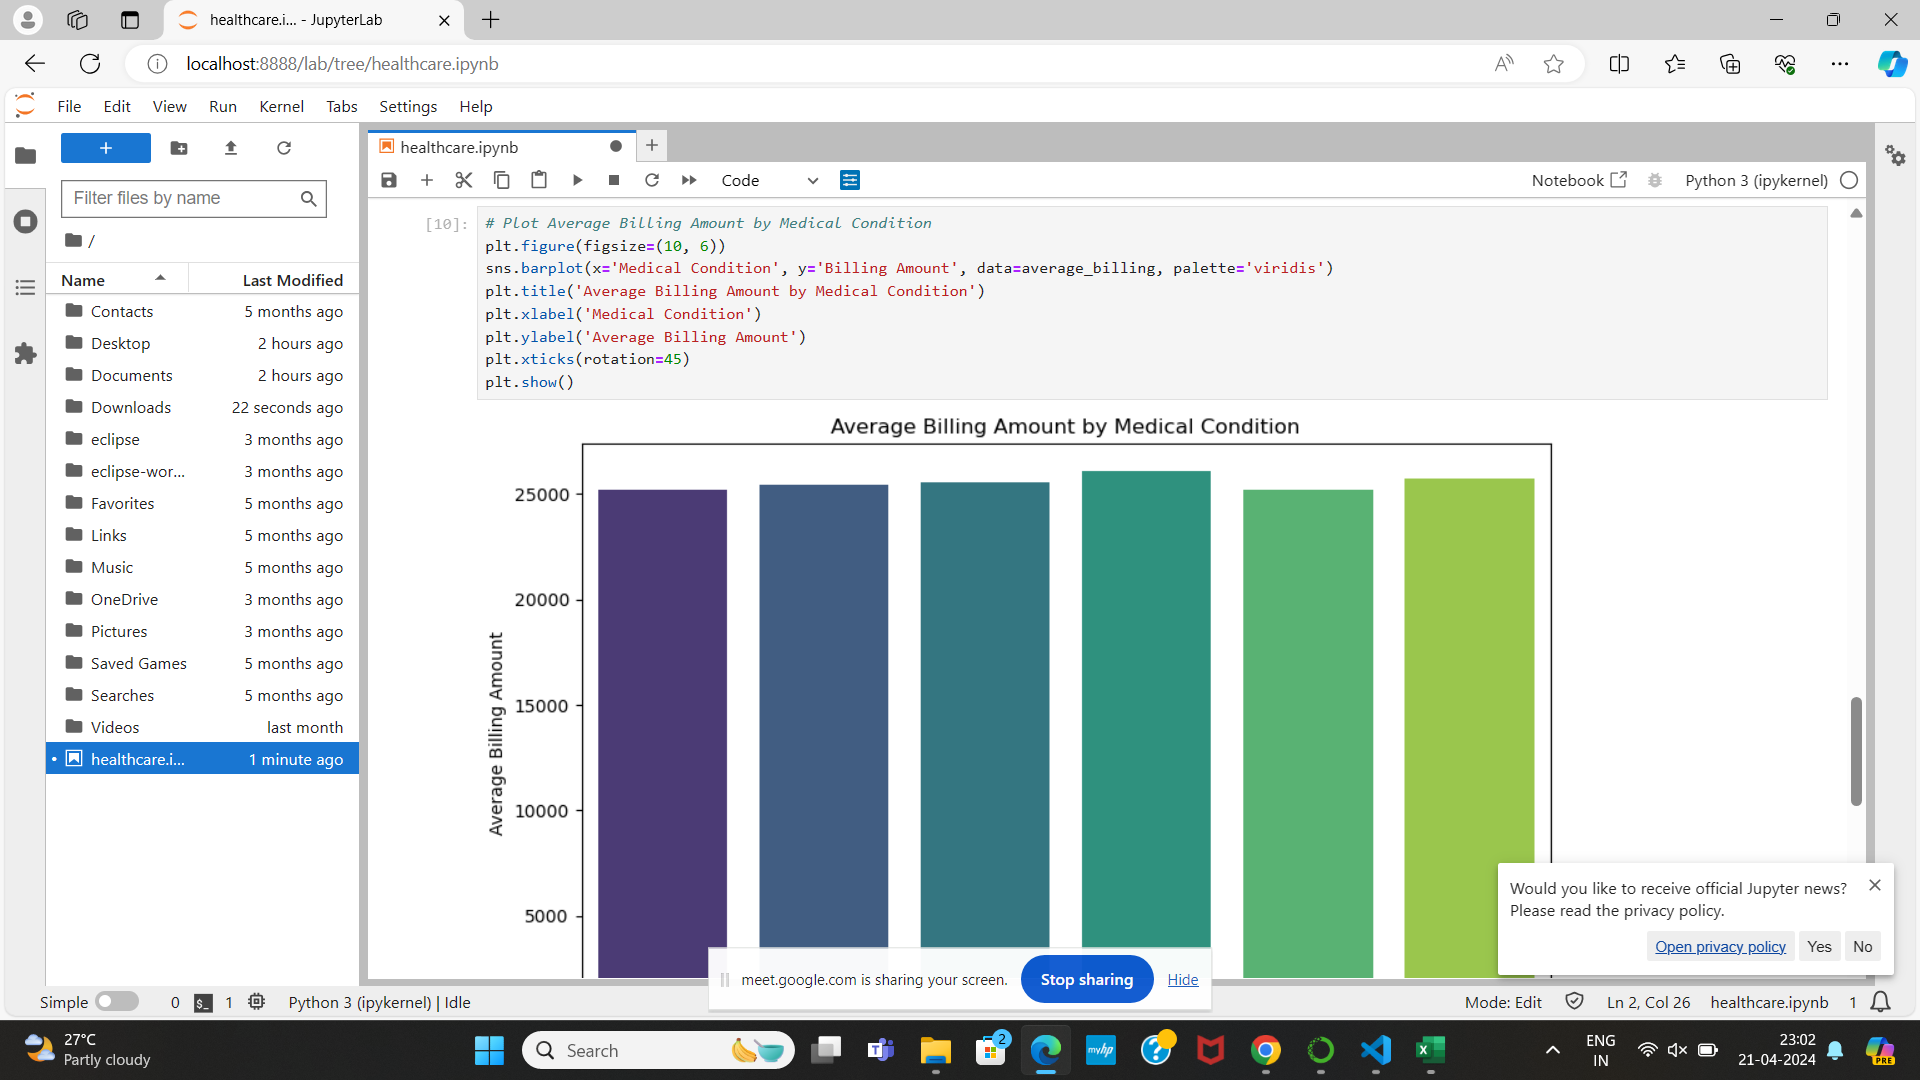 healthcare.i... - JupyterLab
localhost:8888/lab/tree/healthcare.ipynb
File Edit View Run Kernel Tabs Settings Help
healthcare.ipynb
Filter files by name
Code
Notebook
Python 3 (ipykernel)
/
Name Last Modified
Contacts 5 months ago
Desktop 2 hours ago
Documents 2 hours ago
Downloads 22 seconds ago
eclipse 3 months ago
eclipse-wor... 3 months ago
Favorites 5 months ago
Links 5 months ago
Music 5 months ago
OneDrive 3 months ago
Pictures 3 months ago
Saved Games 5 months ago
Searches 5 months ago
Videos last month
healthcare.i... 1 minute ago
[10]:
# Plot Average Billing Amount by Medical Condition
plt.figure(figsize=(10, 6))
sns.barplot(x='Medical Condition', y='Billing Amount', data=average_billing, palette='viridis')
plt.title('Average Billing Amount by Medical Condition')
plt.xlabel('Medical Condition')
plt.ylabel('Average Billing Amount')
plt.xticks(rotation=45)
plt.show()
Average Billing Amount by Medical Condition
25000
20000
15000
10000
5000
Average Billing Amount
Would you like to receive official Jupyter news?
Please read the privacy policy.
Open privacy policy Yes No
meet.google.com is sharing your screen. Stop sharing Hide
Simple 0 1 Python 3 (ipykernel) | Idle
Mode: Edit Ln 2, Col 26 healthcare.ipynb 1
27°C
Partly cloudy
Search
2
myhp
ENG
IN
23:02
21-04-2024
PRE